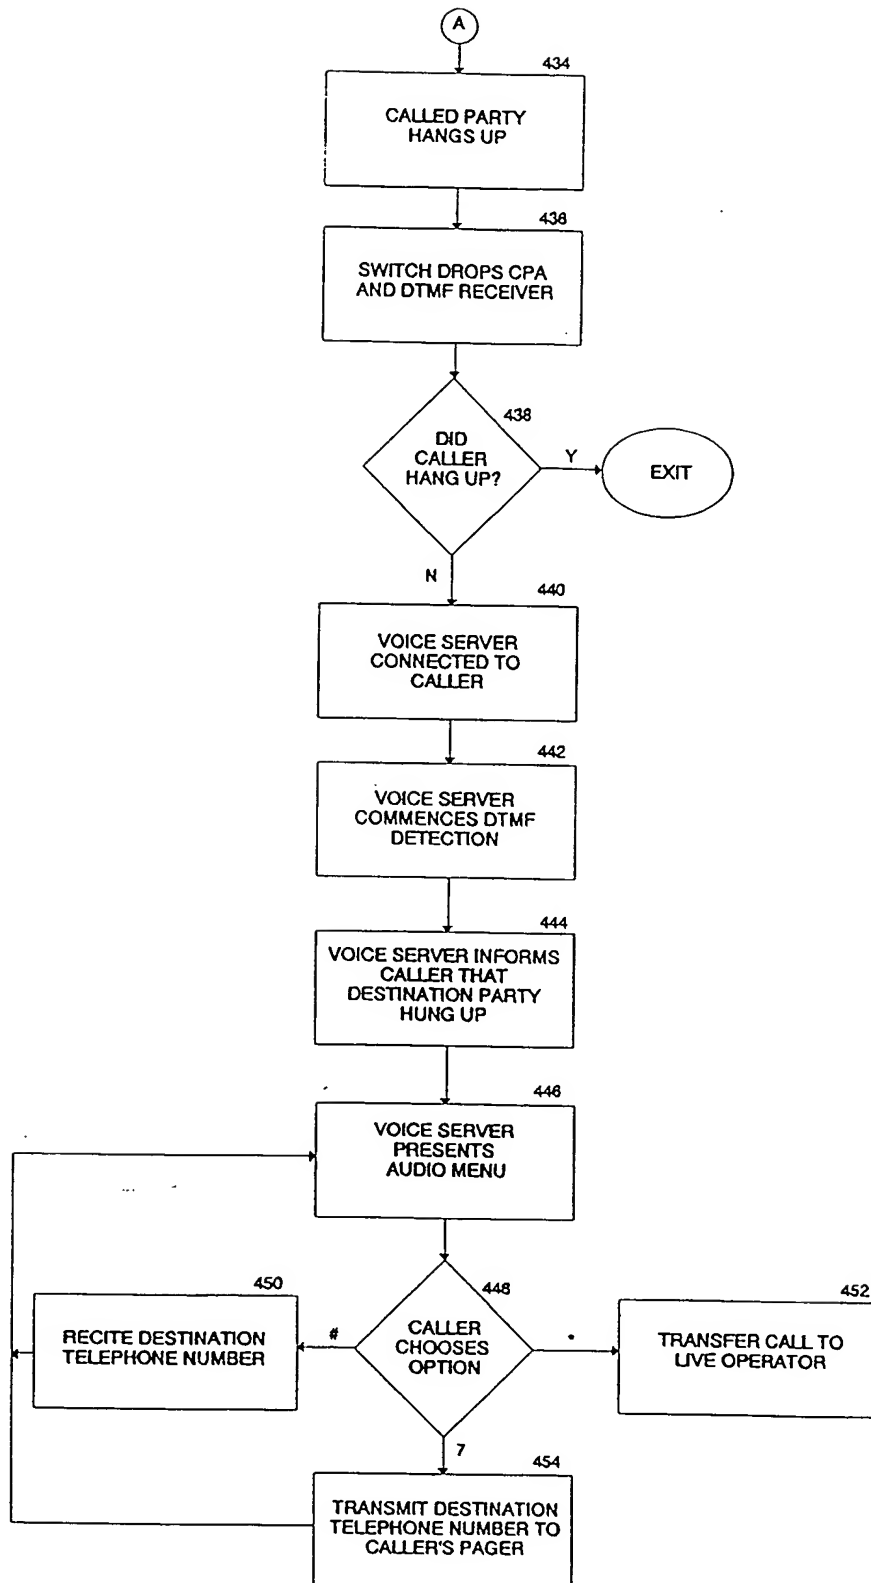 A
434
CALLED PARTY
HANGS UP
436
SWITCH DROPS CPA
AND DTMF RECEIVER
438
DID
CALLER
HANG UP?
Y
EXIT
N
440
VOICE SERVER
CONNECTED TO
CALLER
442
VOICE SERVER
COMMENCES DTMF
DETECTION
444
VOICE SERVER INFORMS
CALLER THAT
DESTINATION PARTY
HUNG UP
446
VOICE SERVER
PRESENTS
AUDIO MENU
448
CALLER
CHOOSES
OPTION
450
#
RECITE DESTINATION
TELEPHONE NUMBER
452
*
TRANSFER CALL TO
LIVE OPERATOR
7
454
TRANSMIT DESTINATION
TELEPHONE NUMBER TO
CALLER'S PAGER